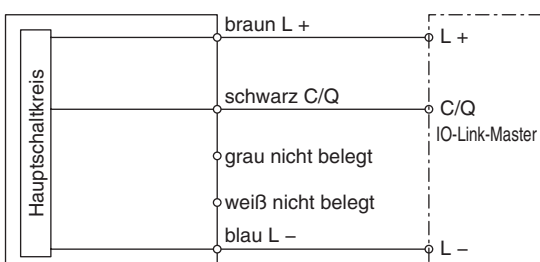 braun L +
L +
Hauptschaltkreis
schwarz C/Q
C/Q
IO-Link-Master
grau nicht belegt
weiß nicht belegt
blau L –
L –